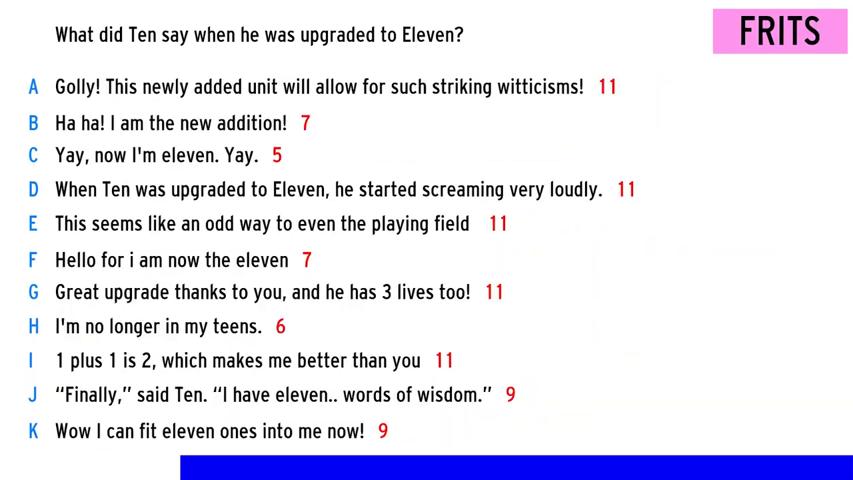 What did Ten say when he was upgraded to Eleven?
FRITS
A Golly! This newly added unit will allow for such striking witticisms! 11
B Ha ha! I am the new addition! 7
C Yay, now I'm eleven. Yay. 5
D When Ten was upgraded to Eleven, he started screaming very loudly. 11
E This seems like an odd way to even the playing field 11
F Hello for i am now the eleven 7
G Great upgrade thanks to you, and he has 3 lives too! 11
H I'm no longer in my teens. 6
I 1 plus 1 is 2, which makes me better than you 11
J “Finally,” said Ten. “I have eleven.. words of wisdom.” 9
K Wow I can fit eleven ones into me now! 9